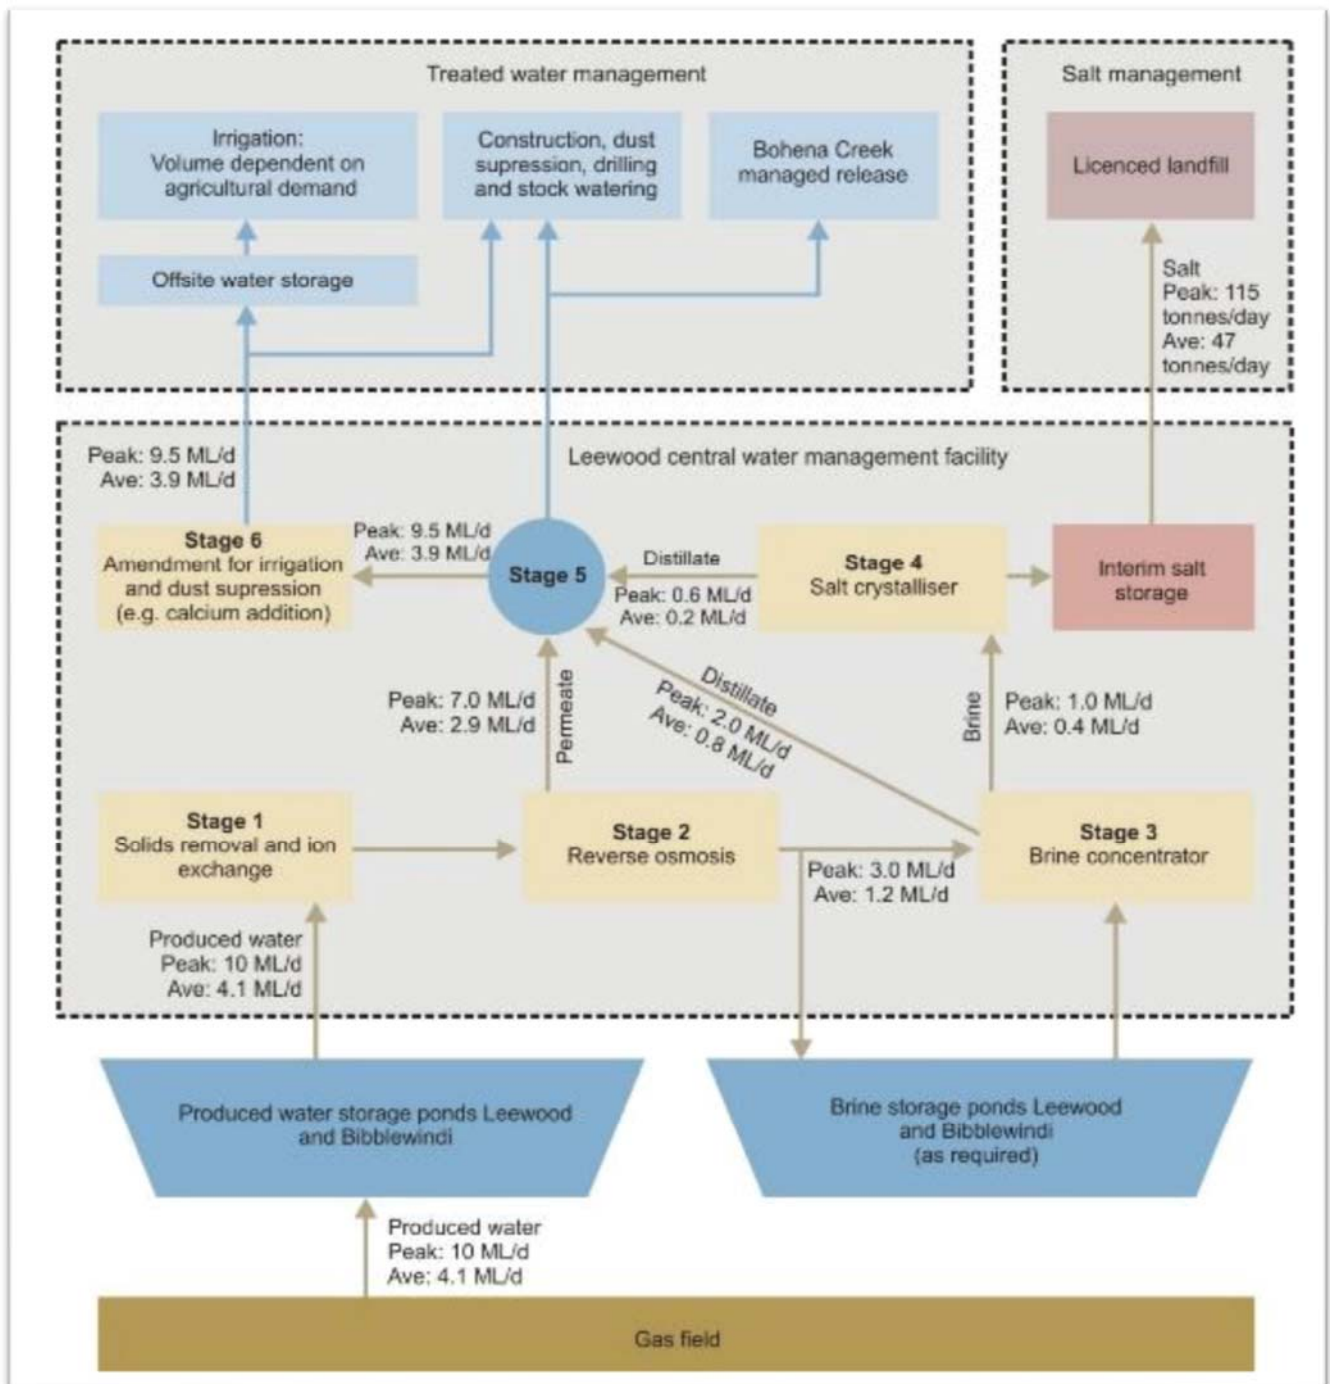 Treated water management
Irrigation:
Volume dependent on
agricultural demand
Construction, dust
supression, drilling
and stock watering
Bohena Creek
managed release
Offsite water storage
Salt management
Licenced landfill
Salt
Peak: 115
tonnes/day
Ave: 47
tonnes/day
Leewood central water management facility
Peak: 9.5 ML/d
Ave: 3.9 ML/d
Stage 6
Amendment for irrigation
and dust supression
(e.g. calcium addition)
Peak: 9.5 ML/d
Ave: 3.9 ML/d
Stage 5
Distillate
Peak: 0.6 ML/d
Ave: 0.2 ML/d
Stage 4
Salt crystalliser
Interim salt
storage
Peak: 7.0 ML/d
Ave: 2.9 ML/d
Permeate
Distillate
Peak: 2.0 ML/d
Ave: 0.8 ML/d
Brine
Peak: 1.0 ML/d
Ave: 0.4 ML/d
Stage 1
Solids removal and ion
exchange
Stage 2
Reverse osmosis
Peak: 3.0 ML/d
Ave: 1.2 ML/d
Stage 3
Brine concentrator
Produced water
Peak: 10 ML/d
Ave: 4.1 ML/d
Produced water storage ponds Leewood
and Bibblewindi
Brine storage ponds Leewood
and Bibblewindi
(as required)
Produced water
Peak: 10 ML/d
Ave: 4.1 ML/d
Gas field